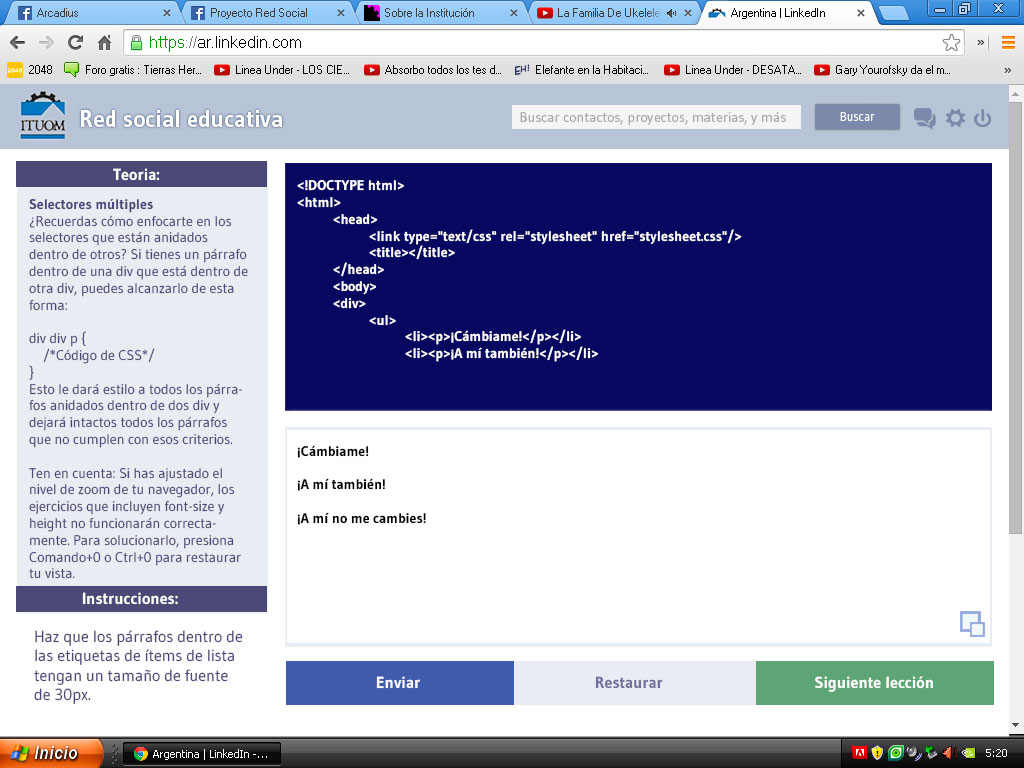 Arcadius
Proyecto Red Social
Sobre la Institución
La Familia De Ukelele
Argentina | LinkedIn
https://ar.linkedin.com
2048 2048
Foro gratis : Tierras Her...
Linea Under - LOS CIE...
Absorbo todos los tes d...
EH! Elefante en la Habitaci...
Linea Under - DESATA...
Gary Yourofsky da el m...
ITUOM
Red social educativa
Buscar contactos, proyectos, materias, y más
Buscar
Teoria:
Selectores múltiples
¿Recuerdas cómo enfocarte en los
selectores que están anidados
dentro de otros? Si tienes un párrafo
dentro de una div que está dentro de
otra div, puedes alcanzarlo de esta
forma:
div div p {
/*Código de CSS*/
}
Esto le dará estilo a todos los párra-
fos anidados dentro de dos div y
dejará intactos todos los párrafos
que no cumplen con esos criterios.
Ten en cuenta: Si has ajustado el
nivel de zoom de tu navegador, los
ejercicios que incluyen font-size y
height no funcionarán correcta-
mente. Para solucionarlo, presiona
Comando+0 o Ctrl+0 para restaurar
tu vista.
Instrucciones:
Haz que los párrafos dentro de
las etiquetas de ítems de lista
tengan un tamaño de fuente
de 30px.
<!DOCTYPE html>
<html>
<head>
<link type="text/css" rel="stylesheet" href="stylesheet.css"/>
<title></title>
</head>
<body>
<div>
<ul>
<li><p>¡Cámbiame!</p></li>
<li><p>¡A mí también!</p></li>
¡Cámbiame!
¡A mí también!
¡A mí no me cambies!
Enviar
Restaurar
Siguiente lección
Inicio
Argentina | LinkedIn -...
5:20